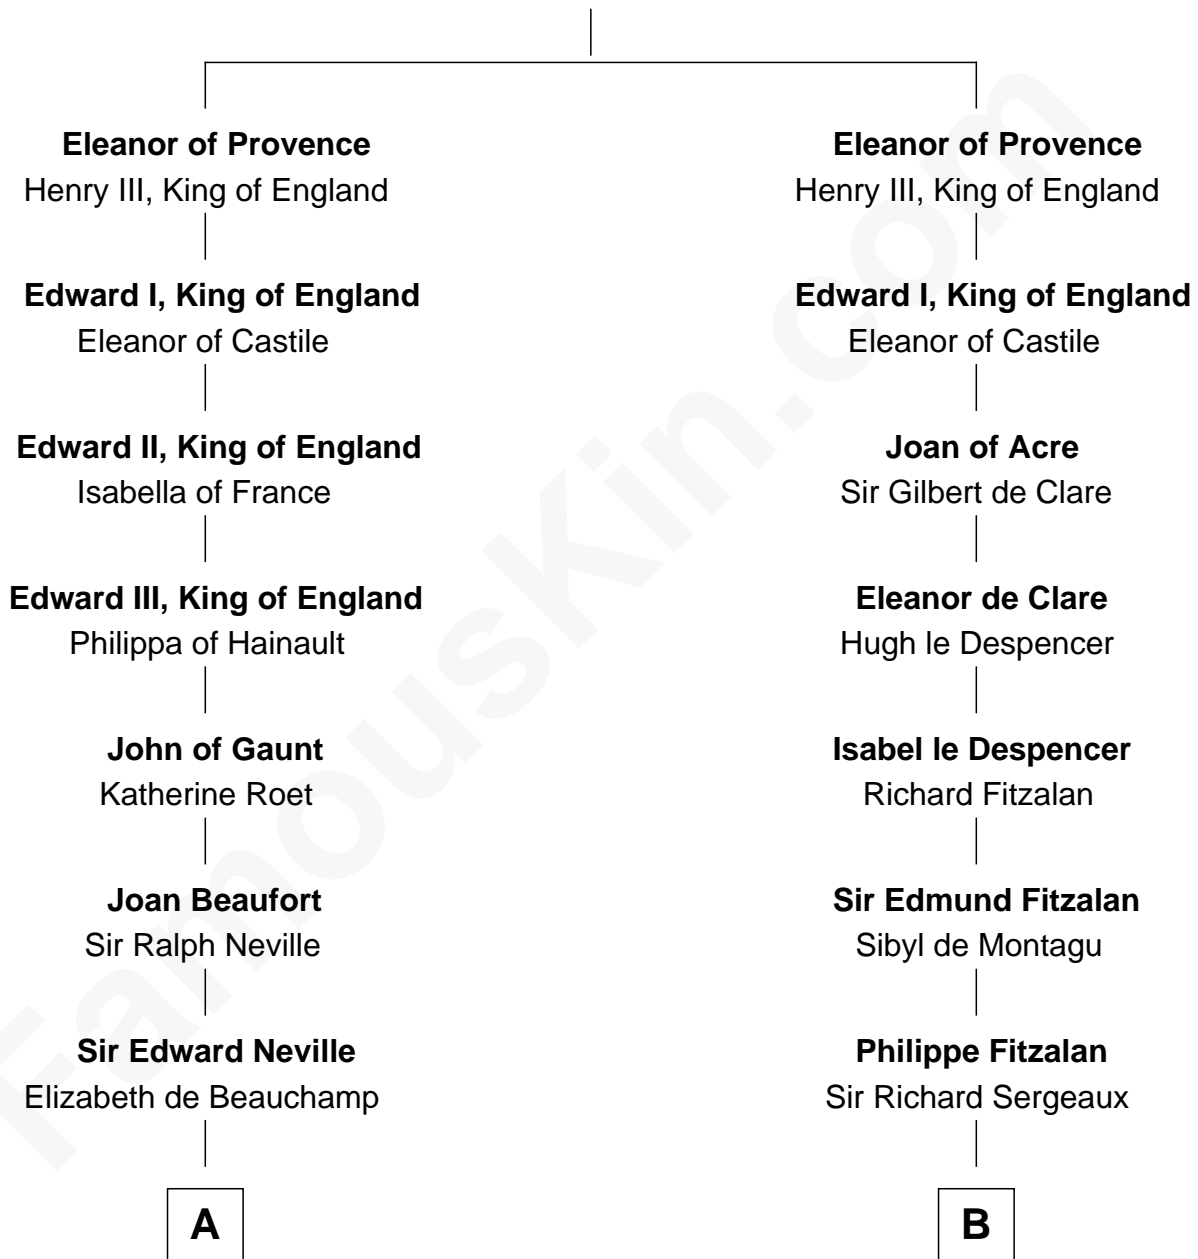 Eleanor of Provence
Henry III, King of England
Edward I, King of England
Eleanor of Castile
Edward II, King of England
Isabella of France
Edward III, King of England
Philippa of Hainault
John of Gaunt
Katherine Roet
Joan Beaufort
Sir Ralph Neville
Sir Edward Neville
Elizabeth de Beauchamp
A
Eleanor of Provence
Henry III, King of England
Edward I, King of England
Eleanor of Castile
Joan of Acre
Sir Gilbert de Clare
Eleanor de Clare
Hugh le Despencer
Isabel le Despencer
Richard Fitzalan
Sir Edmund Fitzalan
Sibyl de Montagu
Philippe Fitzalan
Sir Richard Sergeaux
B
FamousKin.com